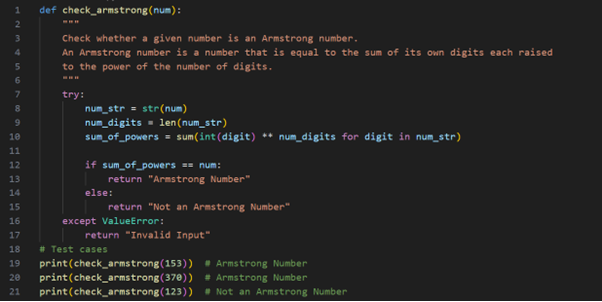 1 def check_armstrong(num):
2     """
3     Check whether a given number is an Armstrong number.
4     An Armstrong number is a number that is equal to the sum of its own digits each raised
5     to the power of the number of digits.
6     """
7     try:
8         num_str = str(num)
9         num_digits = len(num_str)
10         sum_of_powers = sum(int(digit) ** num_digits for digit in num_str)
11
12         if sum_of_powers == num:
13             return "Armstrong Number"
14         else:
15             return "Not an Armstrong Number"
16     except ValueError:
17         return "Invalid Input"
18 # Test cases
19 print(check_armstrong(153))  # Armstrong Number
20 print(check_armstrong(370))  # Armstrong Number
21 print(check_armstrong(123))  # Not an Armstrong Number